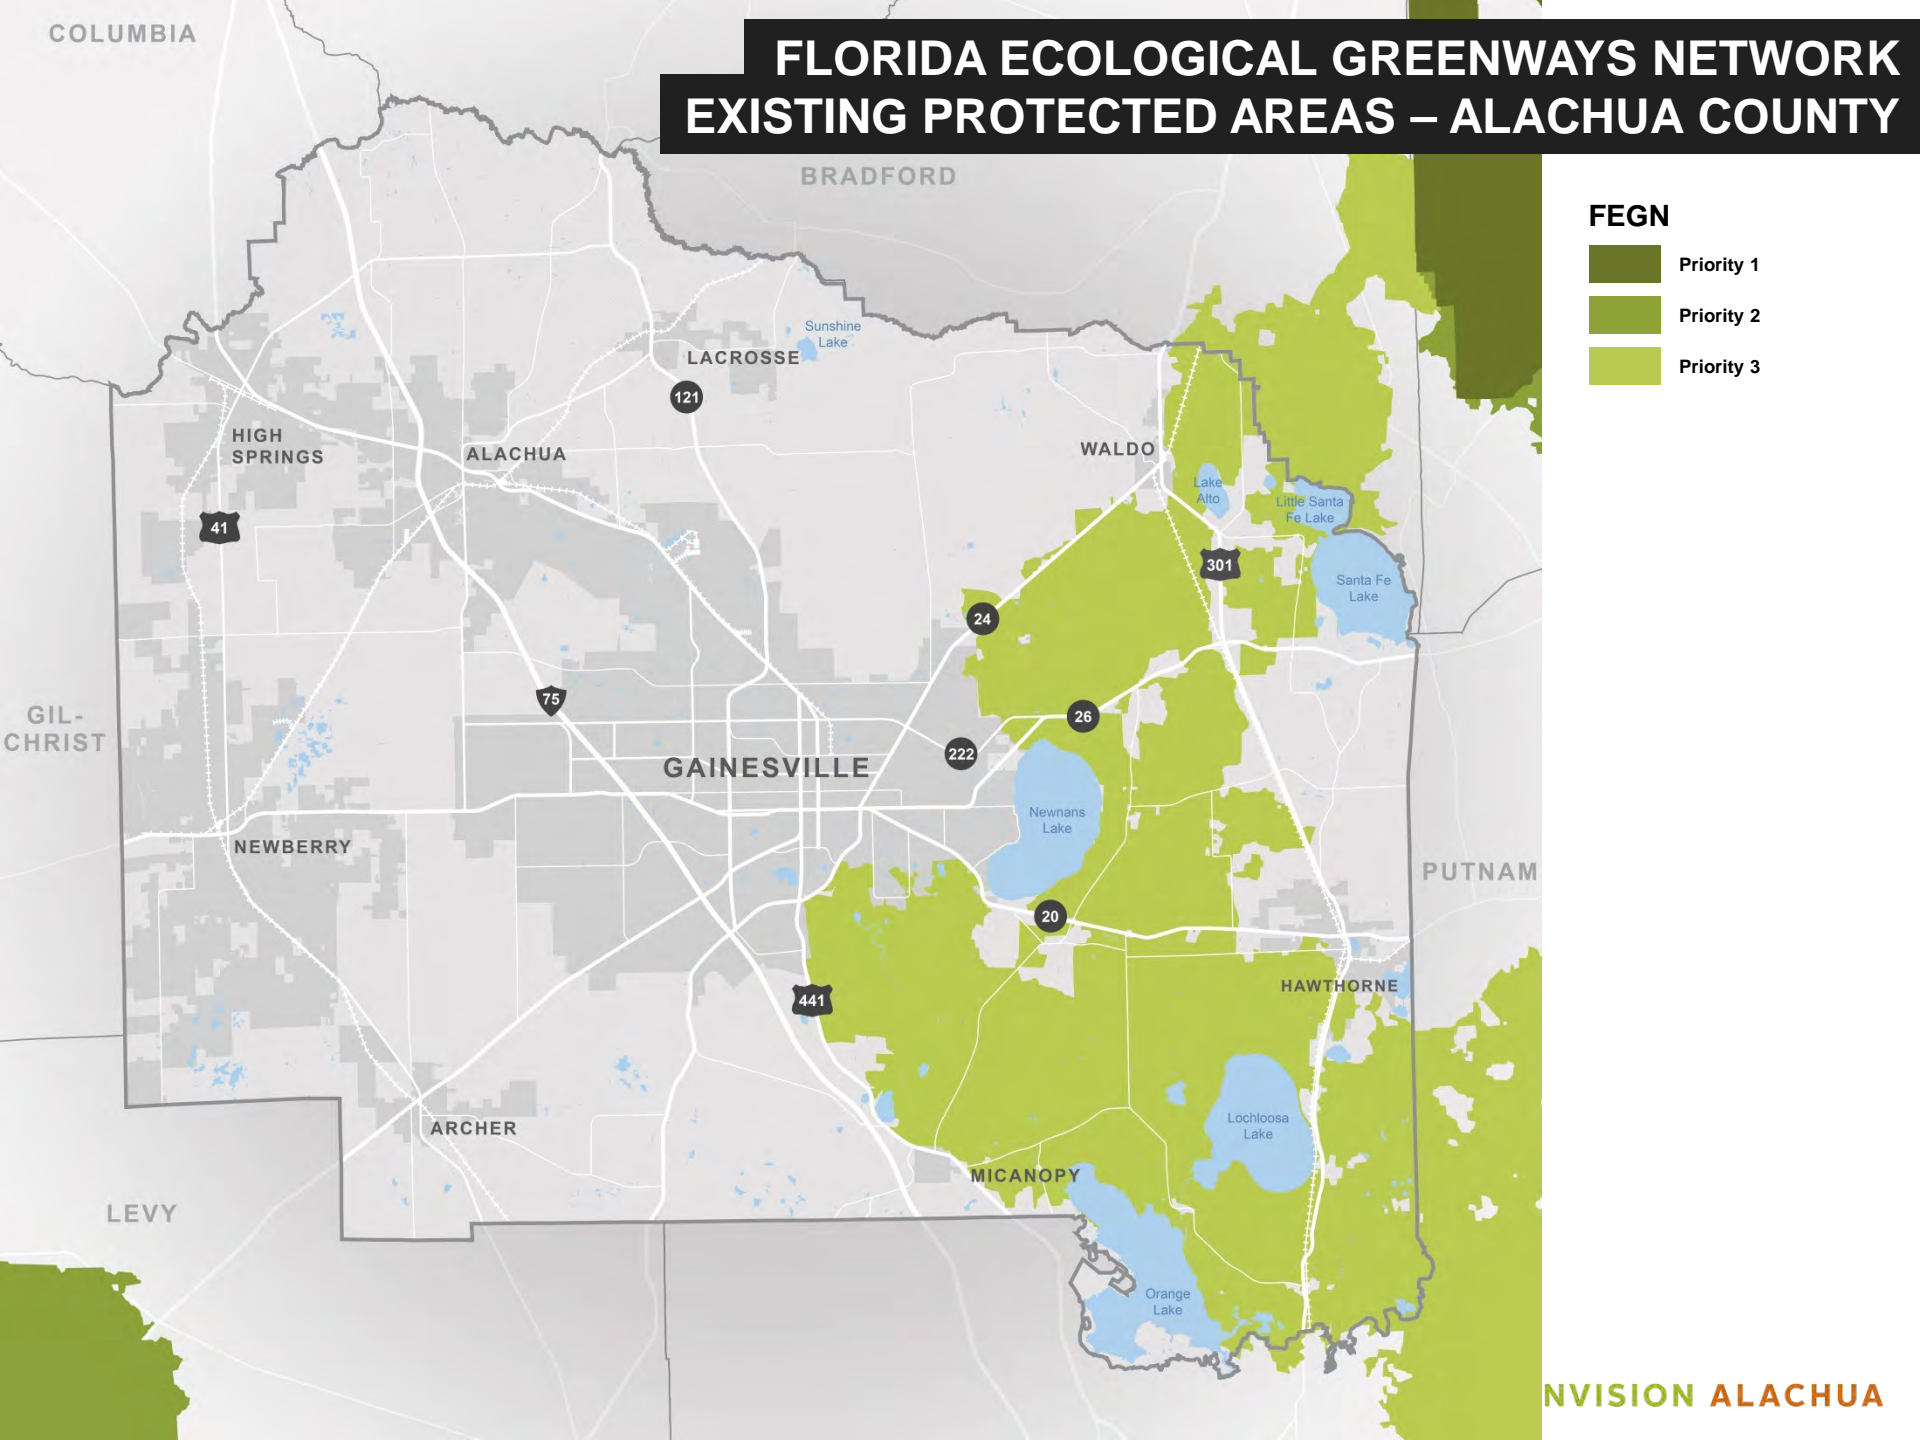 COLUMBIA
FLORIDA ECOLOGICAL GREENWAYS NETWORK
EXISTING PROTECTED AREAS – ALACHUA COUNTY
BRADFORD
FEGN
Priority 1
Priority 2
Priority 3
Sunshine
Lake
LACROSSE
121
HIGH
SPRINGS
ALACHUA
WALDO
Lake
Alto
Little Santa
Fe Lake
41
301
Santa Fe
Lake
24
75
GIL-
CHRIST
26
222
GAINESVILLE
Newnans
Lake
NEWBERRY
PUTNAM
20
HAWTHORNE
441
ARCHER
Lochloosa
Lake
MICANOPY
LEVY
Orange
Lake
NVISION ALACHUA